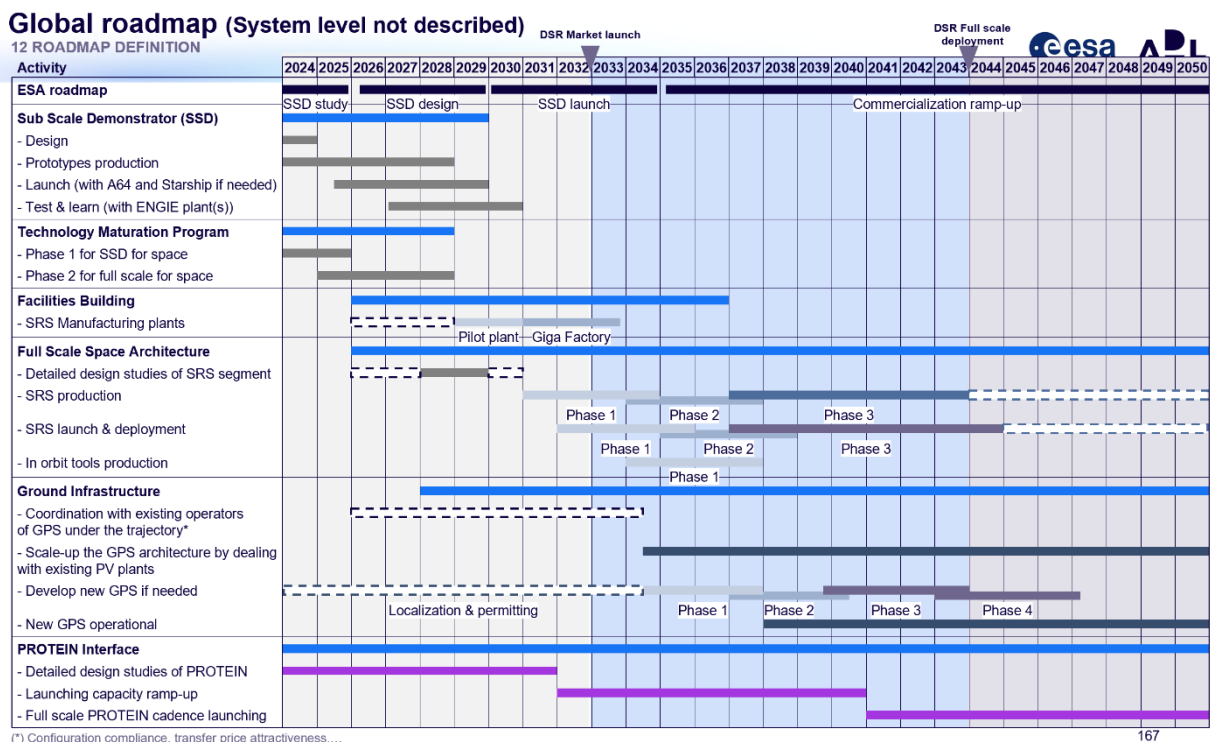 Global roadmap (System level not described)
12 ROADMAP DEFINITION
DSR Market launch
DSR Full scale
deployment
esa
ADL
Activity
2024 2025 2026 2027 2028 2029 2030 2031 2032 2033 2034 2035 2036 2037 2038 2039 2040 2041 2042 2043 2044 2045 2046 2047 2048 2049 2050
ESA roadmap
SSD study SSD design SSD launch Commercialization ramp-up
Sub Scale Demonstrator (SSD)
- Design
- Prototypes production
- Launch (with A64 and Starship if needed)
- Test & learn (with ENGIE plant(s))
Technology Maturation Program
- Phase 1 for SSD for space
- Phase 2 for full scale for space
Facilities Building
- SRS Manufacturing plants
Pilot plant Giga Factory
Full Scale Space Architecture
- Detailed design studies of SRS segment
- SRS production
Phase 1 Phase 2 Phase 3
- SRS launch & deployment
Phase 1 Phase 2 Phase 3
- In orbit tools production
Phase 1
Ground Infrastructure
- Coordination with existing operators
of GPS under the trajectory*
- Scale-up the GPS architecture by dealing
with existing PV plants
- Develop new GPS if needed
Localization & permitting Phase 1 Phase 2 Phase 3 Phase 4
- New GPS operational
PROTEIN Interface
- Detailed design studies of PROTEIN
- Launching capacity ramp-up
- Full scale PROTEIN cadence launching
(*) Configuration compliance, transfer price attractiveness,...
167